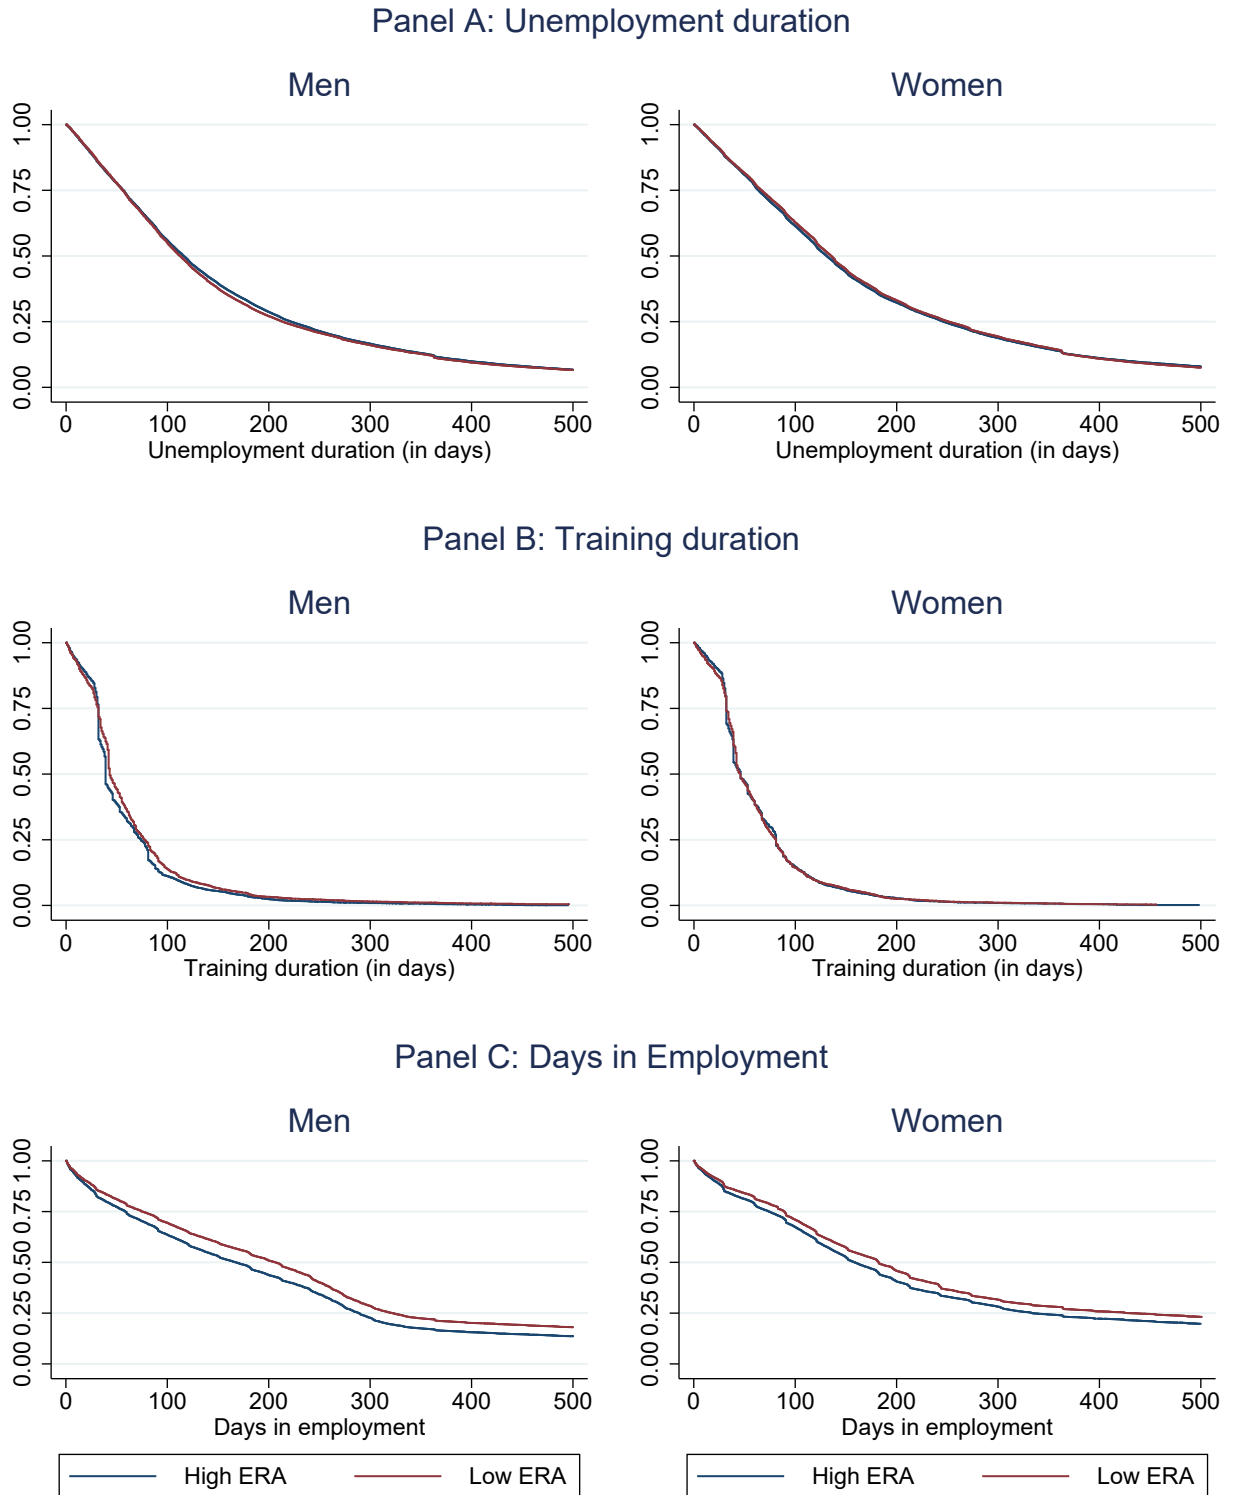 Panel A: Unemployment duration
Men
1.00
0.75
0.50
0.25
0.00
0 100 200 300 400 500
Unemployment duration (in days)
Women
1.00
0.75
0.50
0.25
0.00
0 100 200 300 400 500
Unemployment duration (in days)
Panel B: Training duration
Men
1.00
0.75
0.50
0.25
0.00
0 100 200 300 400 500
Training duration (in days)
Women
1.00
0.75
0.50
0.25
0.00
0 100 200 300 400 500
Training duration (in days)
Panel C: Days in Employment
Men
1.00
0.75
0.50
0.25
0.00
0 100 200 300 400 500
Days in employment
High ERA Low ERA
Women
1.00
0.75
0.50
0.25
0.00
0 100 200 300 400 500
Days in employment
High ERA Low ERA